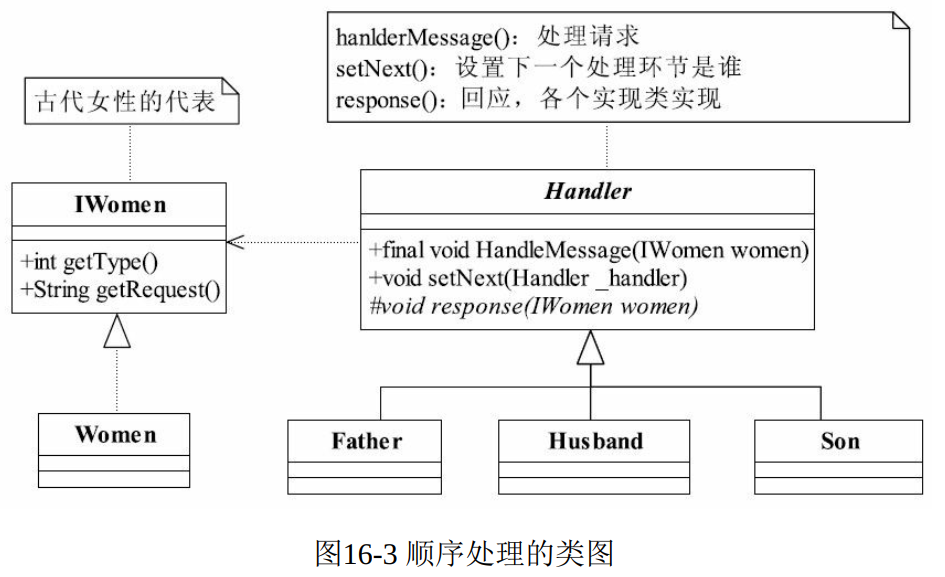 hanlderMessage()：处理请求
setNext()：设置下一个处理环节是谁
response()：回应，各个实现类实现
古代女性的代表
IWomen
+int getType()
+String getRequest()
Handler
+final void HandleMessage(IWomen women)
+void setNext(Handler _handler)
#void response(IWomen women)
Women
Father
Husband
Son
图16-3 顺序处理的类图